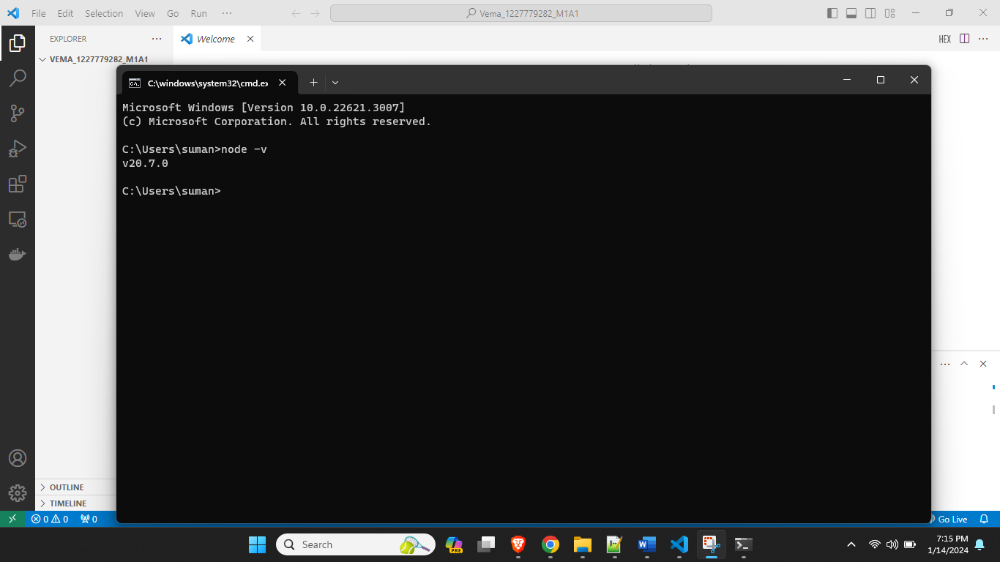 File Edit Selection View Go Run ···
Vema_1227779282_M1A1
EXPLORER ···
Welcome
HEX ···
VEMA_1227779282_M1A1
C:\windows\system32\cmd.ex
Microsoft Windows [Version 10.0.22621.3007]
(c) Microsoft Corporation. All rights reserved.
C:\Users\suman>node -v
v20.7.0
C:\Users\suman>
OUTLINE
TIMELINE
0 0 0
Go Live
Search
PRE
7:15 PM
1/14/2024